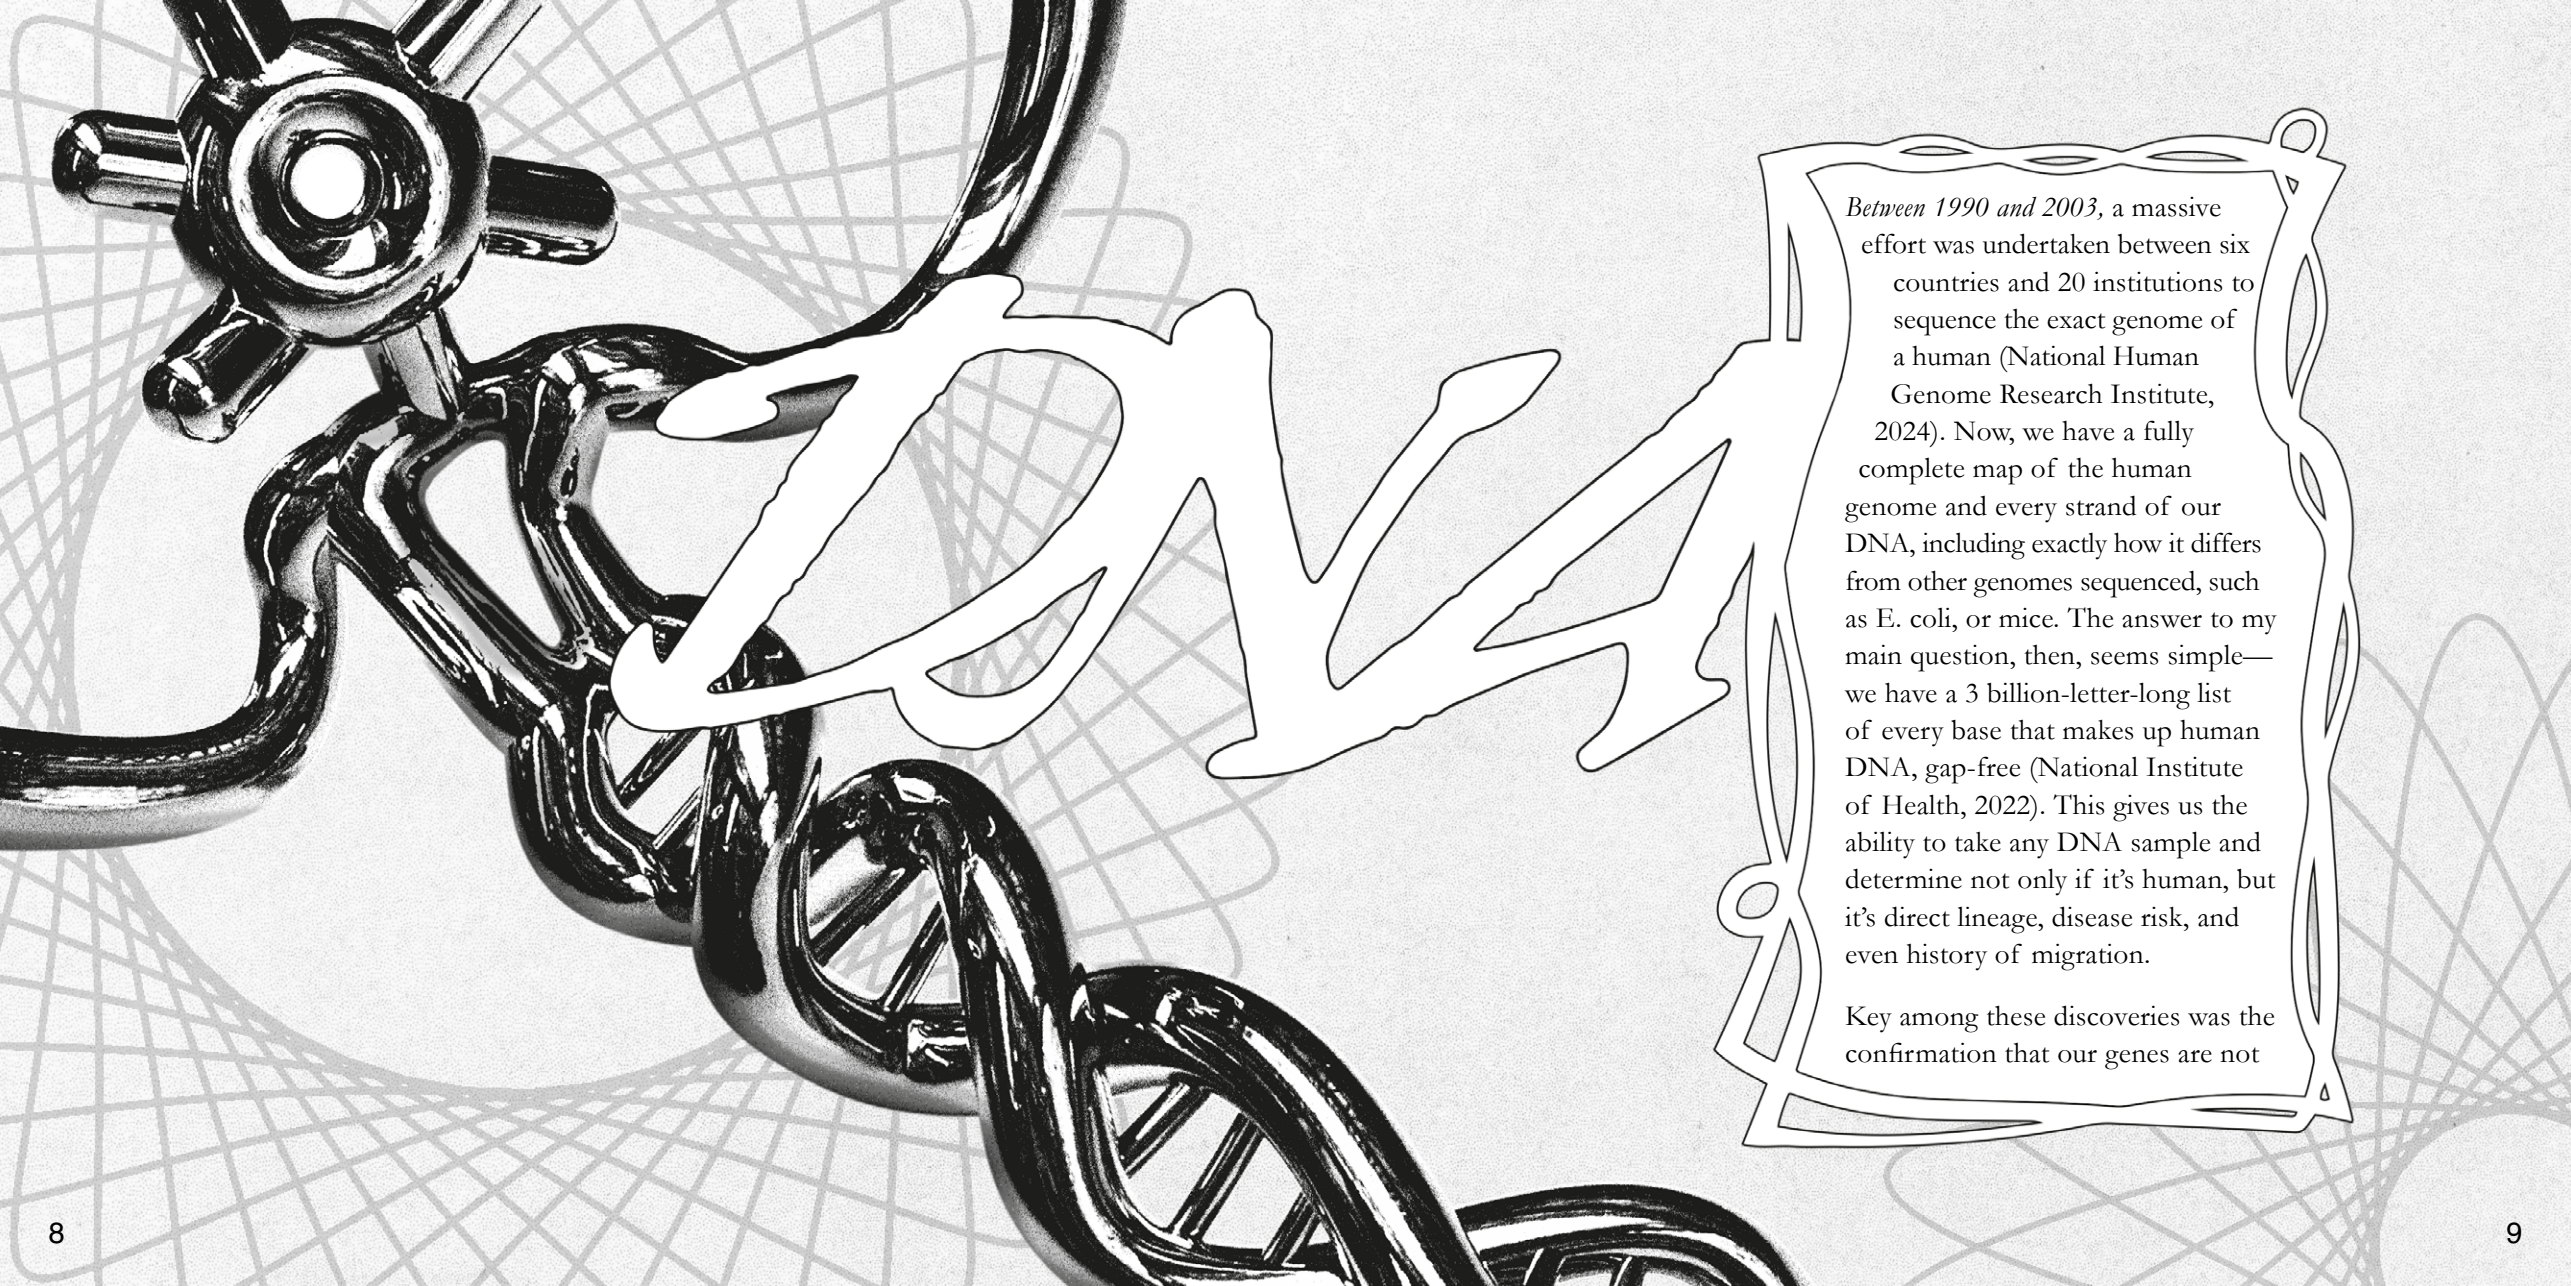 DNA
Between 1990 and 2003, a massive
effort was undertaken between six
countries and 20 institutions to
sequence the exact genome of
a human (National Human
Genome Research Institute,
2024). Now, we have a fully
complete map of the human
genome and every strand of our
DNA, including exactly how it differs
from other genomes sequenced, such
as E. coli, or mice. The answer to my
main question, then, seems simple—
we have a 3 billion-letter-long list
of every base that makes up human
DNA, gap-free (National Institute
of Health, 2022). This gives us the
ability to take any DNA sample and
determine not only if it’s human, but
it’s direct lineage, disease risk, and
even history of migration.
Key among these discoveries was the
confirmation that our genes are not
8
9